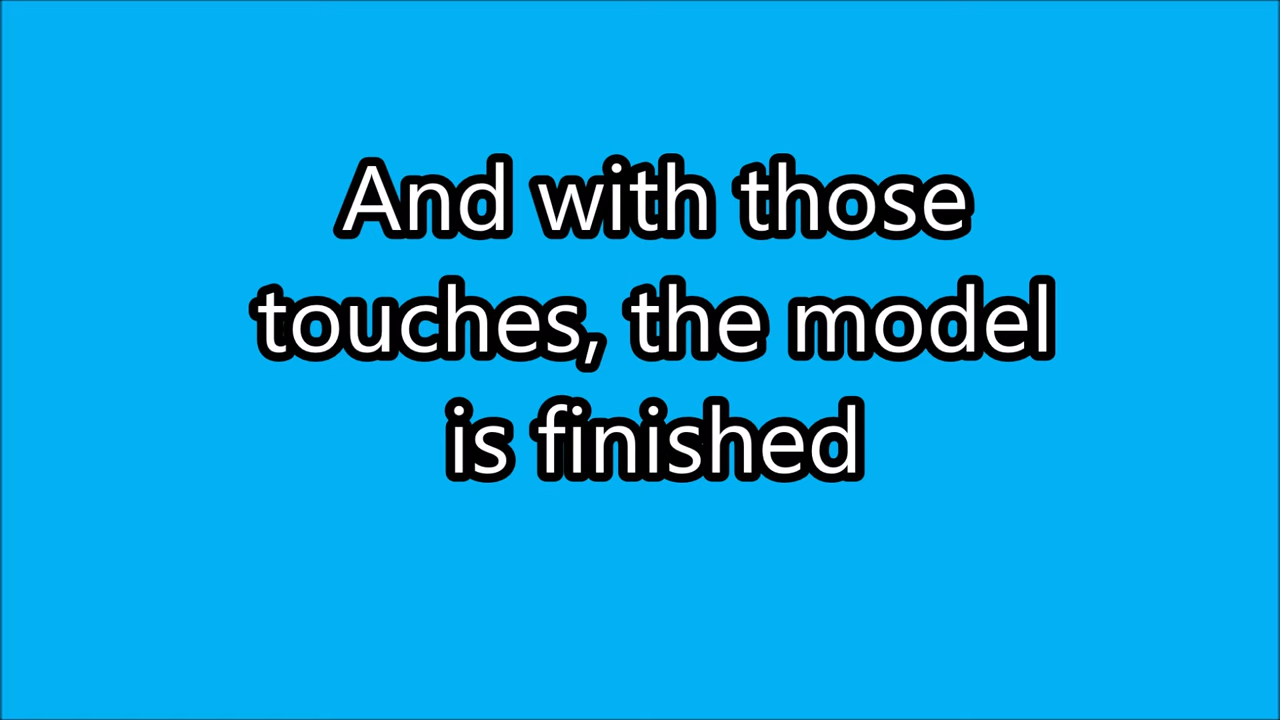 And with those
touches, the model
is finished